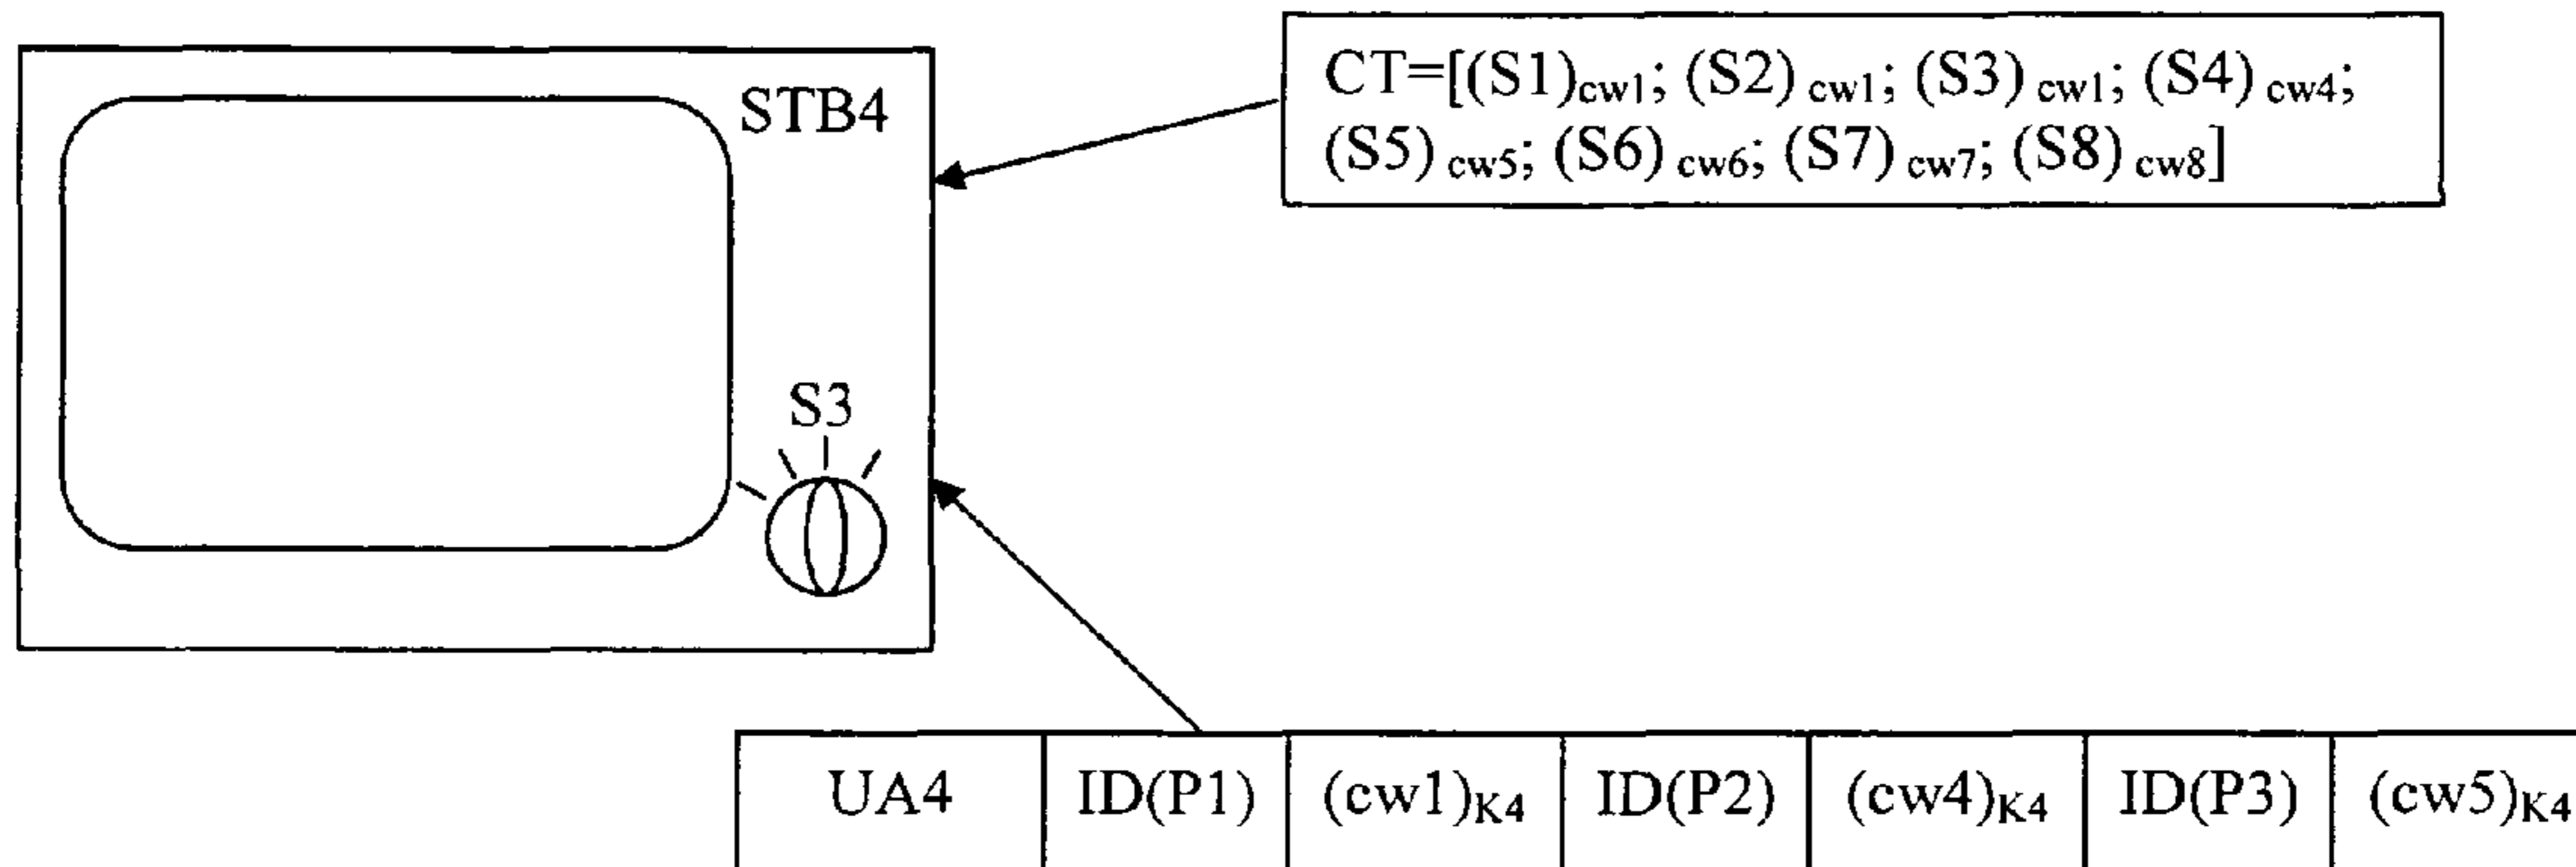 STB4
CT=[(S1)cw1; (S2) cw1; (S3) cw1; (S4) cw4;
(S5) cw5; (S6) cw6; (S7) cw7; (S8) cw8]
S3
UA4 ID(P1) (cw1)K4 ID(P2) (cw4)K4 ID(P3) (cw5)K4